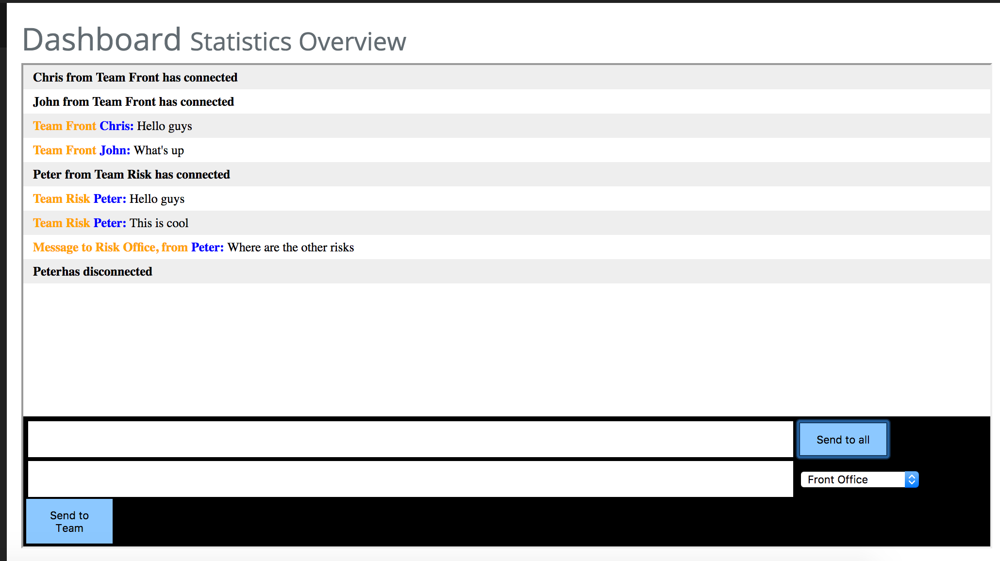 Dashboard Statistics Overview
Chris from Team Front has connected
John from Team Front has connected
Team Front Chris: Hello guys
Team Front John: What's up
Peter from Team Risk has connected
Team Risk Peter: Hello guys
Team Risk Peter: This is cool
Message to Risk Office, from Peter: Where are the other risks
Peterhas disconnected
Send to all
Front Office
Send to
Team